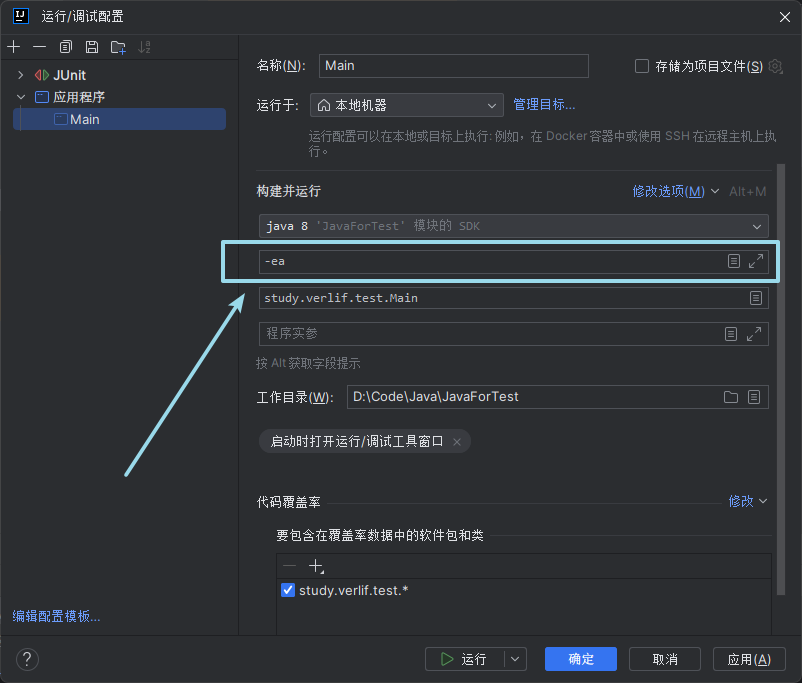 运行/调试配置
JUnit
应用程序
Main
编辑配置模板...
名称(N):
Main
存储为项目文件(S)
运行于:
本地机器
管理目标...
运行配置可以在本地或目标上执行: 例如，在 Docker 容器中或使用 SSH 在远程主机上执
行。
构建并运行
修改选项(M)
Alt+M
java 8 'JavaForTest' 模块的 SDK
-ea
study.verlif.test.Main
程序实参
按 Alt 获取字段提示
工作目录(W):
D:\Code\Java\JavaForTest
启动时打开运行/调试工具窗口
代码覆盖率
修改
要包含在覆盖率数据中的软件包和类
study.verlif.test.*
?
运行
确定
取消
应用(A)